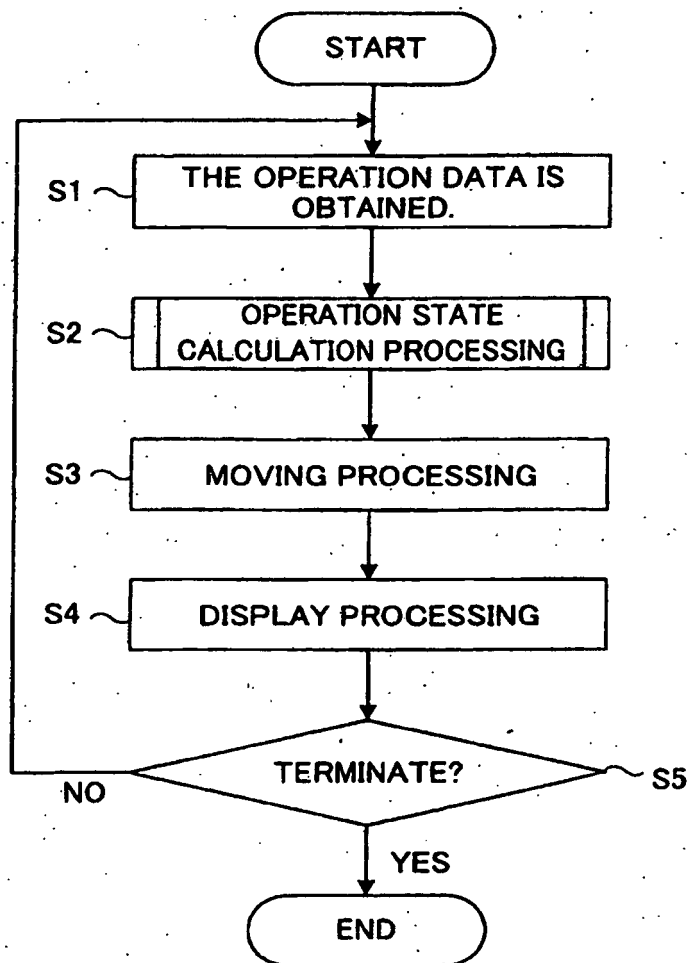 START
S1
THE OPERATION DATA IS
OBTAINED.
S2
OPERATION STATE
CALCULATION PROCESSING
S3
MOVING PROCESSING
S4
DISPLAY PROCESSING
TERMINATE?
S5
NO
YES
END